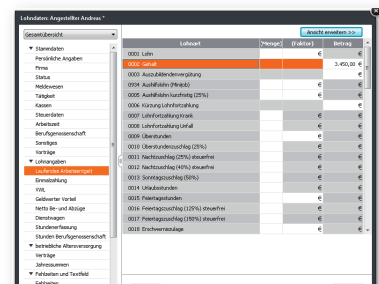 Lohndaten: Angestellter Andreas *
Gesamtübersicht
Ansicht erweitern >>
Stammdaten
Persönliche Angaben
Firma
Status
Meldewesen
Tätigkeit
Kassen
Steuerdaten
Arbeitszeit
Berufsgenossenschaft
Sonstiges
Vorträge
Lohnangaben
Laufendes Arbeitsentgelt
Einmalzahlung
VWL
Geldwerter Vorteil
Netto Be- und Abzüge
Dienstwagen
Stundenerfassung
Stunden Berufsgenossenschaft
betriebliche Altersversorgung
Verträge
Jahressummen
Fehlzeiten und Textfeld
Fehlzeiten
Lohnart (Menge) (Faktor) Betrag
0001 Lohn € €
0002 Gehalt 3.450,00 €
0003 Auszubildendenvergütung €
0934 Aushilfslohn (Minijob) € €
0005 Aushilfslohn kurzfristig (25%) € €
0006 Kürzung Lohnfortzahlung €
0007 Lohnfortzahlung Krank € €
0008 Lohnfortzahlung Unfall € €
0009 Überstunden € €
0010 Überstundenzuschlag (25%) € €
0011 Nachtzuschlag (25%) steuerfrei € €
0012 Nachtzuschlag (40%) steuerfrei € €
0013 Sonntagszuschlag (50%) € €
0014 Urlaubsstunden € €
0015 Feiertagsstunden € €
0016 Feiertagszuschlag (125%) steuerfrei € €
0017 Feiertagszuschlag (150%) steuerfrei € €
0018 Erschwerniszulage € €